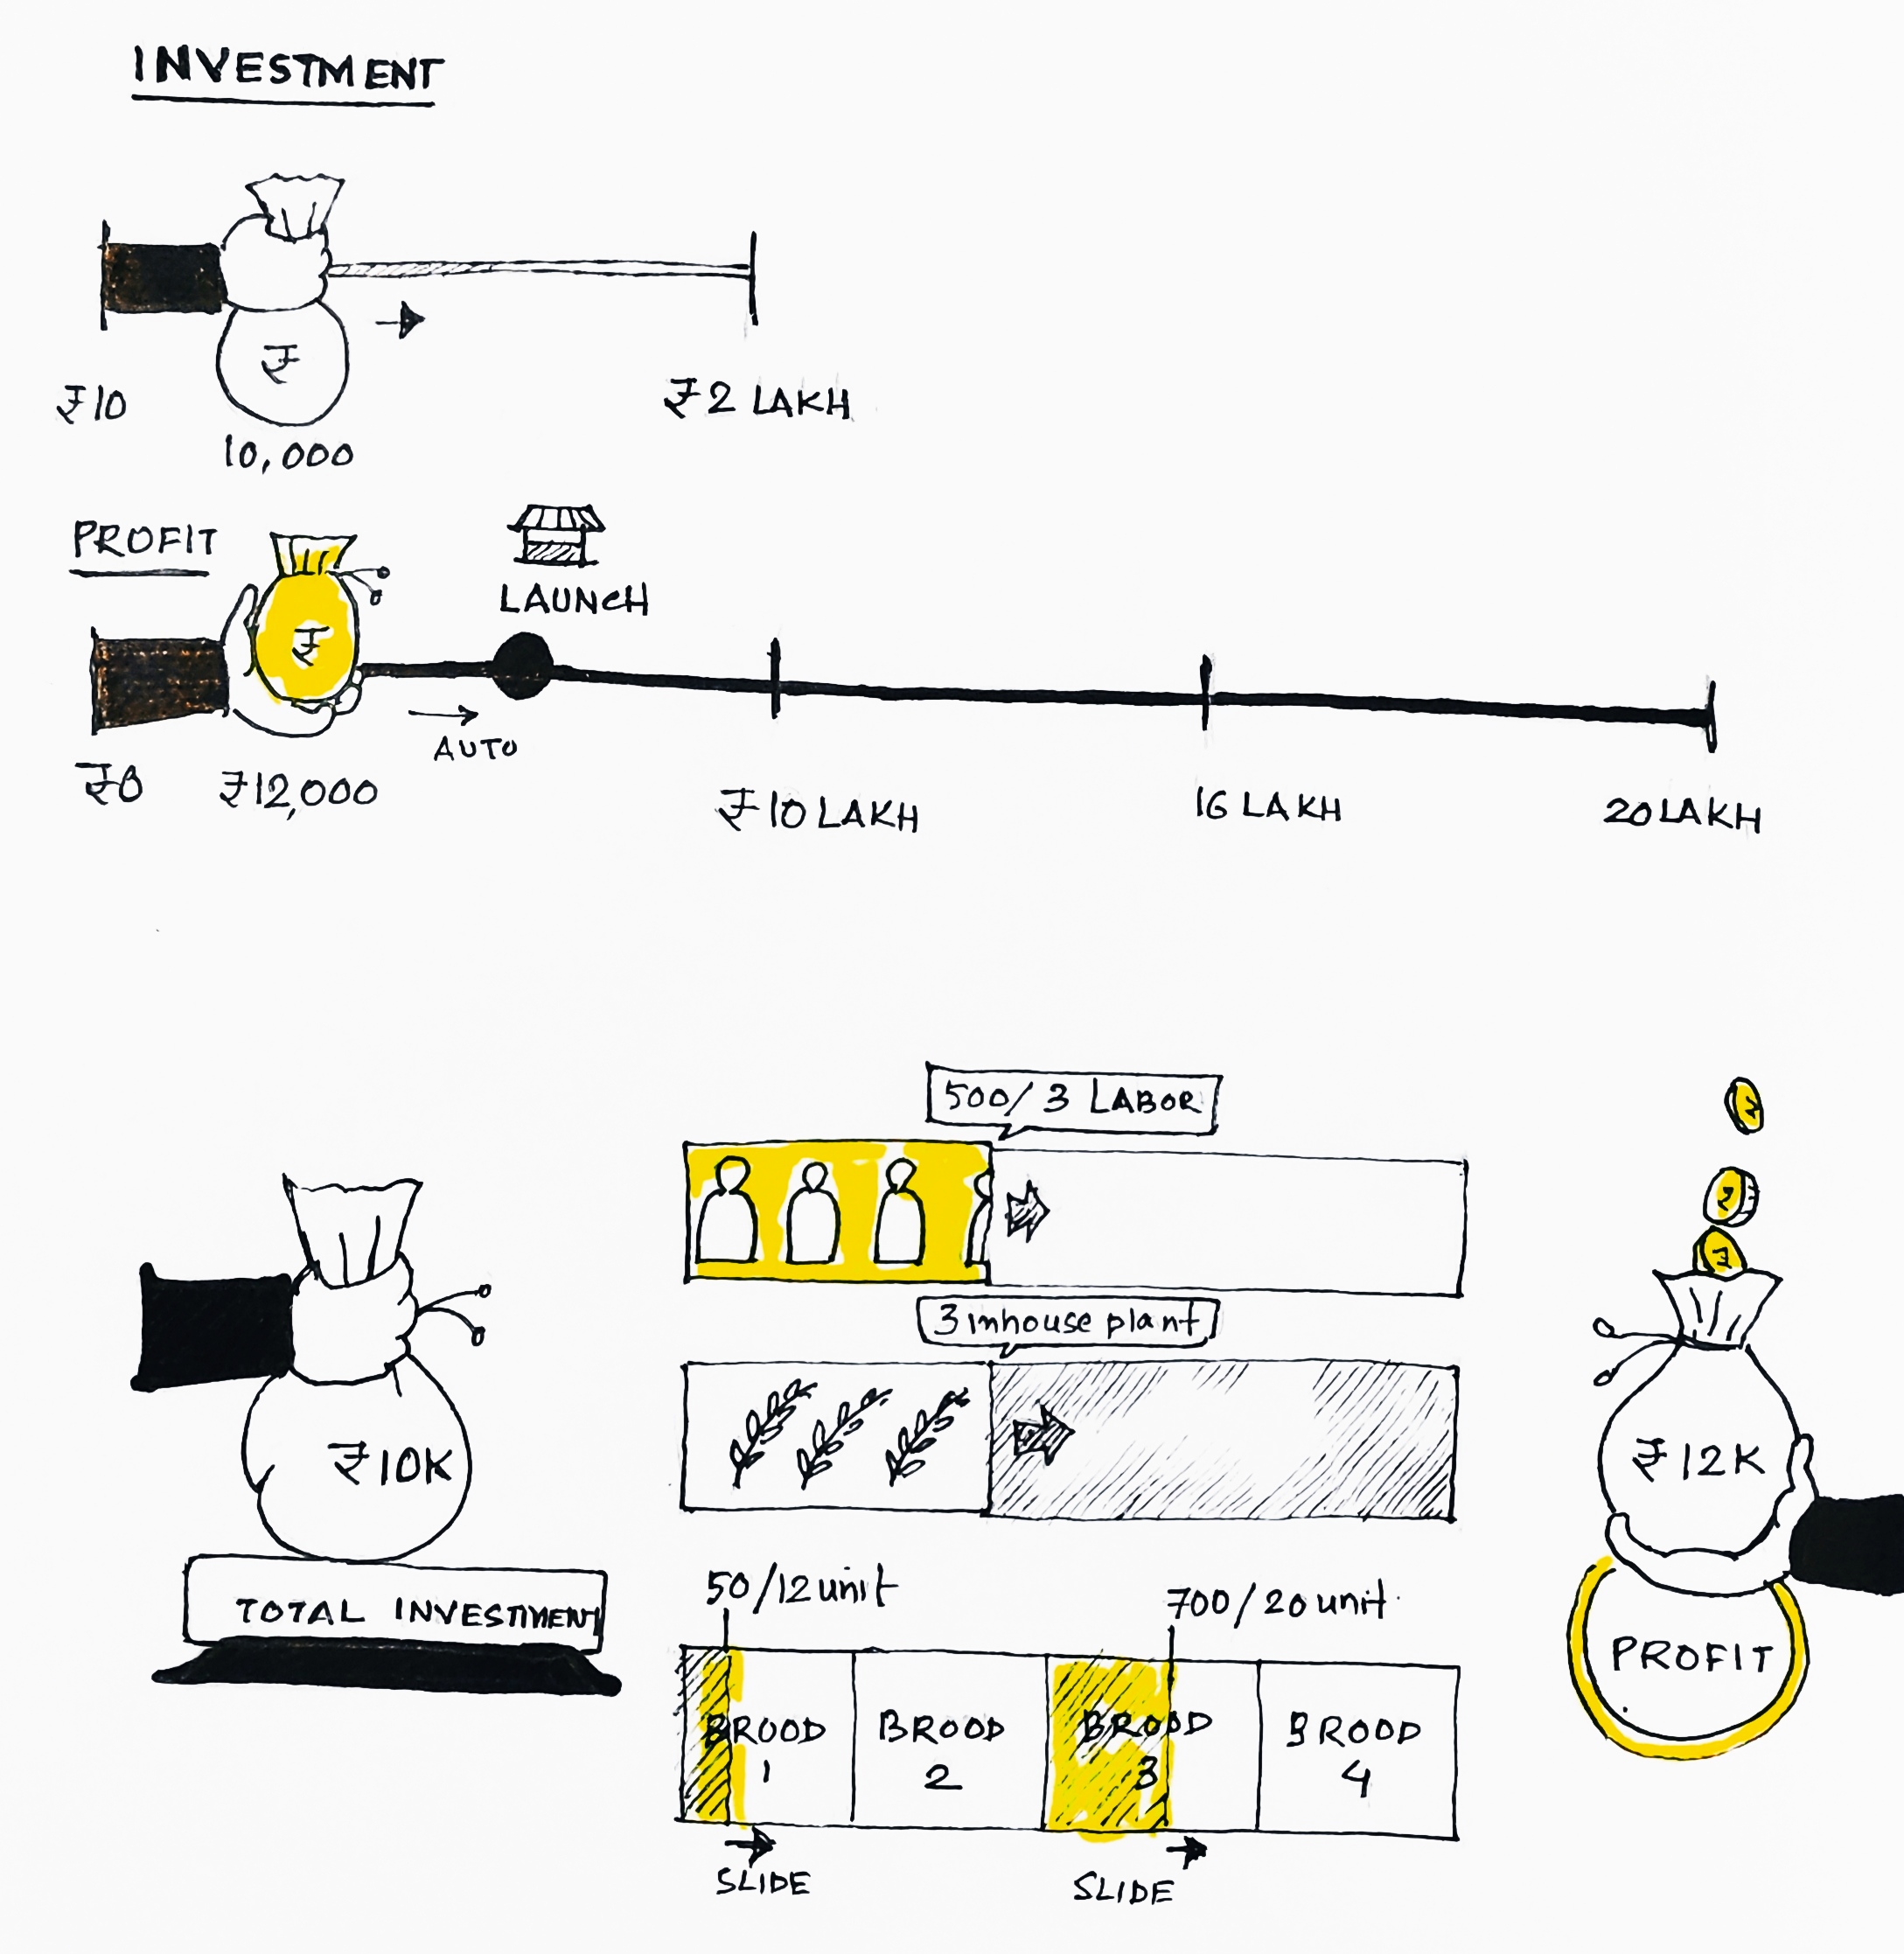 INVESTMENT
₹
₹10
10,000
₹2 LAKH
PROFIT
₹
LAUNCH
AUTO
₹0
₹12,000
₹10 LAKH
16 LAKH
20 LAKH
500/3 LABOR
3 inhouse plant
₹
₹
₹
₹10K
TOTAL INVESTMENT
₹12K
PROFIT
50/12 unit
700/20 unit
BROOD
1
BROOD
2
BROOD
3
BROOD
4
SLIDE
SLIDE